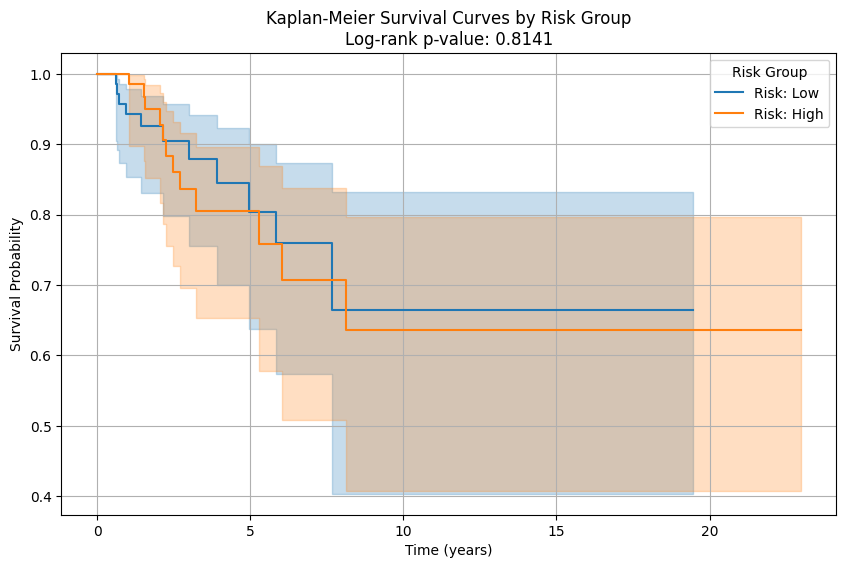 Kaplan-Meier Survival Curves by Risk Group
Log-rank p-value: 0.8141
Risk Group
Risk: Low
Risk: High
Survival Probability
1.0
0.9
0.8
0.7
0.6
0.5
0.4
0
5
10
15
20
Time (years)